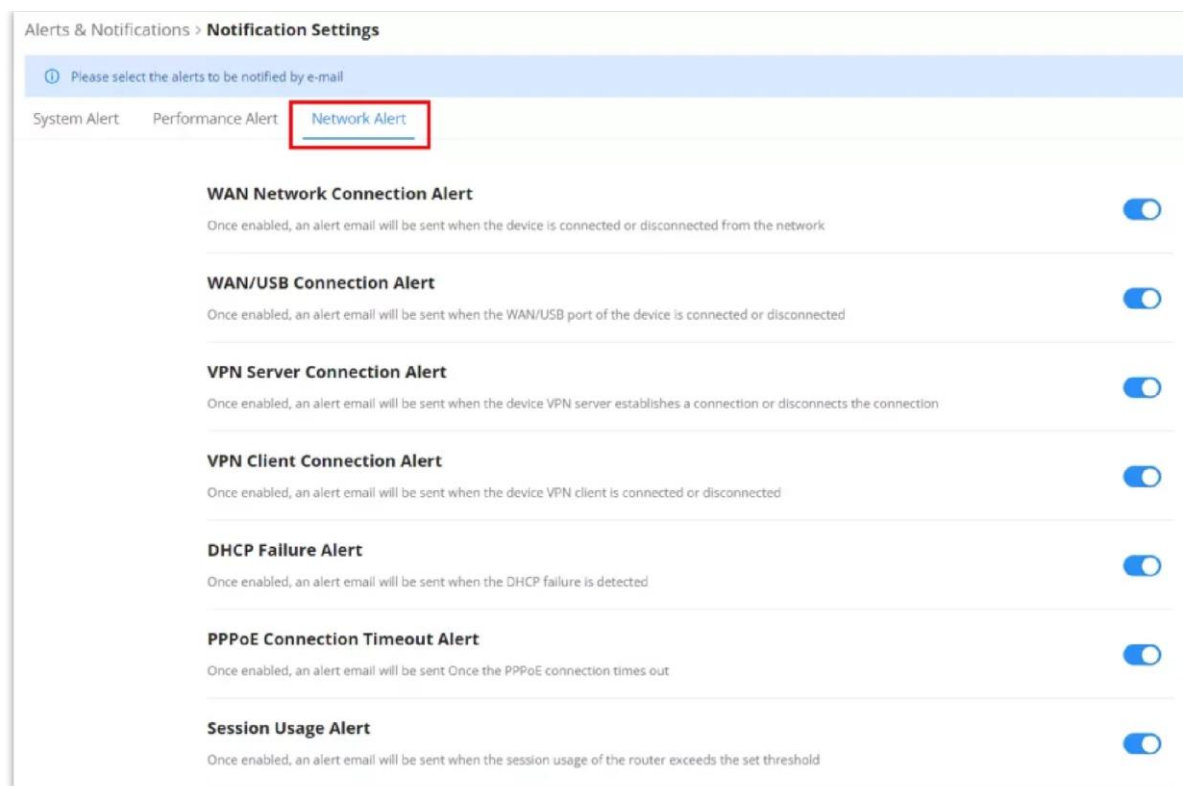 Alerts & Notifications > Notification Settings
Please select the alerts to be notified by e-mail
System Alert Performance Alert Network Alert
WAN Network Connection Alert
Once enabled, an alert email will be sent when the device is connected or disconnected from the network
WAN/USB Connection Alert
Once enabled, an alert email will be sent when the WAN/USB port of the device is connected or disconnected
VPN Server Connection Alert
Once enabled, an alert email will be sent when the device VPN server establishes a connection or disconnects the connection
VPN Client Connection Alert
Once enabled, an alert email will be sent when the device VPN client is connected or disconnected
DHCP Failure Alert
Once enabled, an alert email will be sent when the DHCP failure is detected
PPPoE Connection Timeout Alert
Once enabled, an alert email will be sent Once the PPPoE connection times out
Session Usage Alert
Once enabled, an alert email will be sent when the session usage of the router exceeds the set threshold